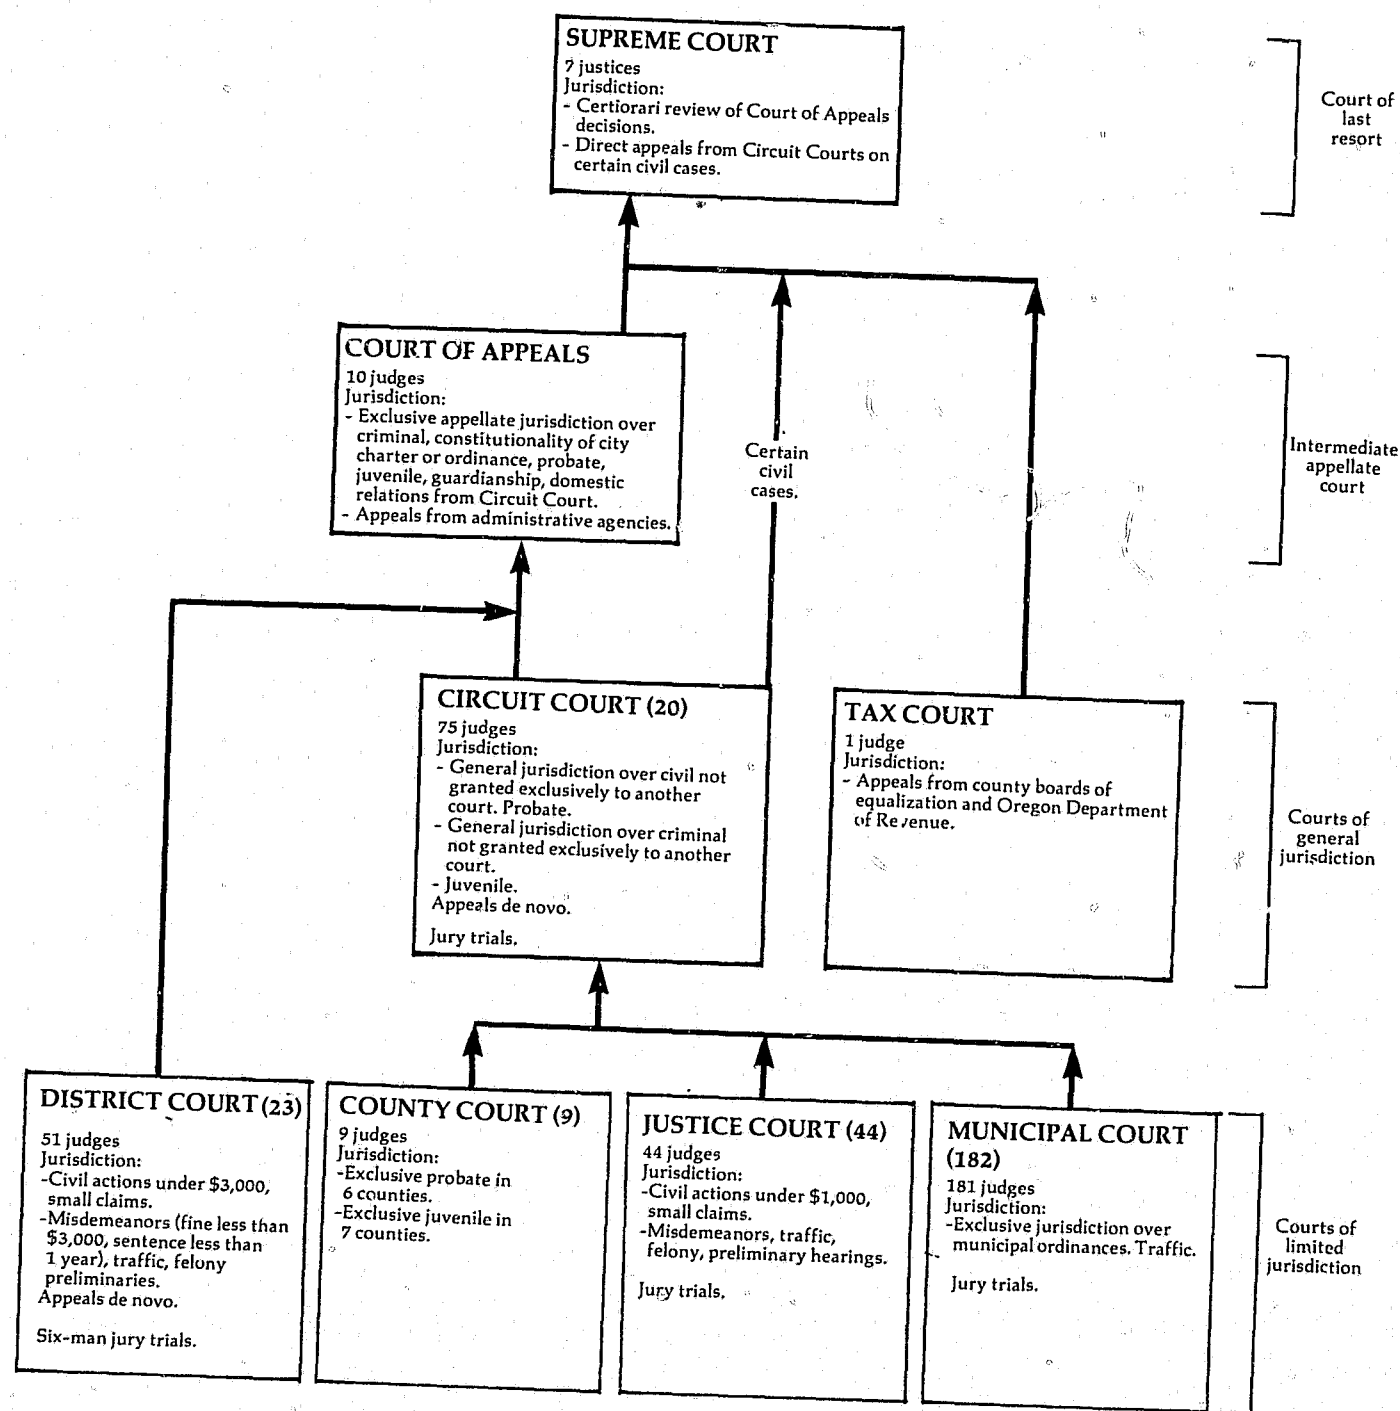 SUPREME COURT
7 justices
Jurisdiction:
- Certiorari review of Court of Appeals
decisions.
- Direct appeals from Circuit Courts on
certain civil cases.
Court of
last
resort
COURT OF APPEALS
10 judges
Jurisdiction:
- Exclusive appellate jurisdiction over
criminal, constitutionality of city
charter or ordinance, probate,
juvenile, guardianship, domestic
relations from Circuit Court.
- Appeals from administrative agencies.
Certain
civil
cases.
Intermediate
appellate
court
CIRCUIT COURT (20)
75 judges
Jurisdiction:
- General jurisdiction over civil not
granted exclusively to another
court. Probate.
- General jurisdiction over criminal
not granted exclusively to another
court.
- Juvenile.
Appeals de novo.
Jury trials.
TAX COURT
1 judge
Jurisdiction:
- Appeals from county boards of
equalization and Oregon Department
of Revenue.
Courts of
general
jurisdiction
DISTRICT COURT (23)
51 judges
Jurisdiction:
-Civil actions under $3,000,
small claims.
-Misdemeanors (fine less than
$3,000, sentence less than
1 year), traffic, felony
preliminaries.
Appeals de novo.
Six-man jury trials.
COUNTY COURT (9)
9 judges
Jurisdiction:
-Exclusive probate in
6 counties.
-Exclusive juvenile in
7 counties.
JUSTICE COURT (44)
44 judges
Jurisdiction:
-Civil actions under $1,000,
small claims.
-Misdemeanors, traffic,
felony, preliminary hearings.
Jury trials.
MUNICIPAL COURT
(182)
181 judges
Jurisdiction:
-Exclusive jurisdiction over
municipal ordinances. Traffic.
Jury trials.
Courts of
limited
jurisdiction